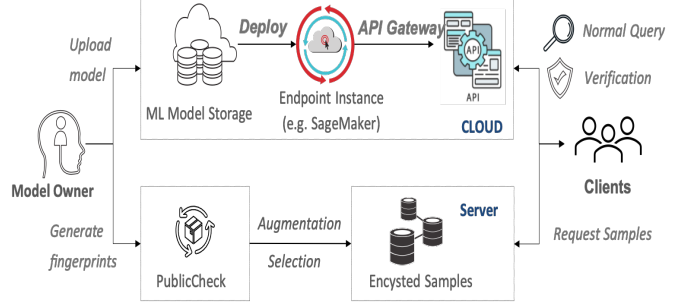 Upload
model
Deploy
API Gateway
Normal Query
Verification
API
API
ML Model Storage
Endpoint Instance
(e.g. SageMaker)
CLOUD
Model Owner
Clients
Generate
fingerprints
PublicCheck
Augmentation
Selection
Server
Encysted Samples
Request Samples